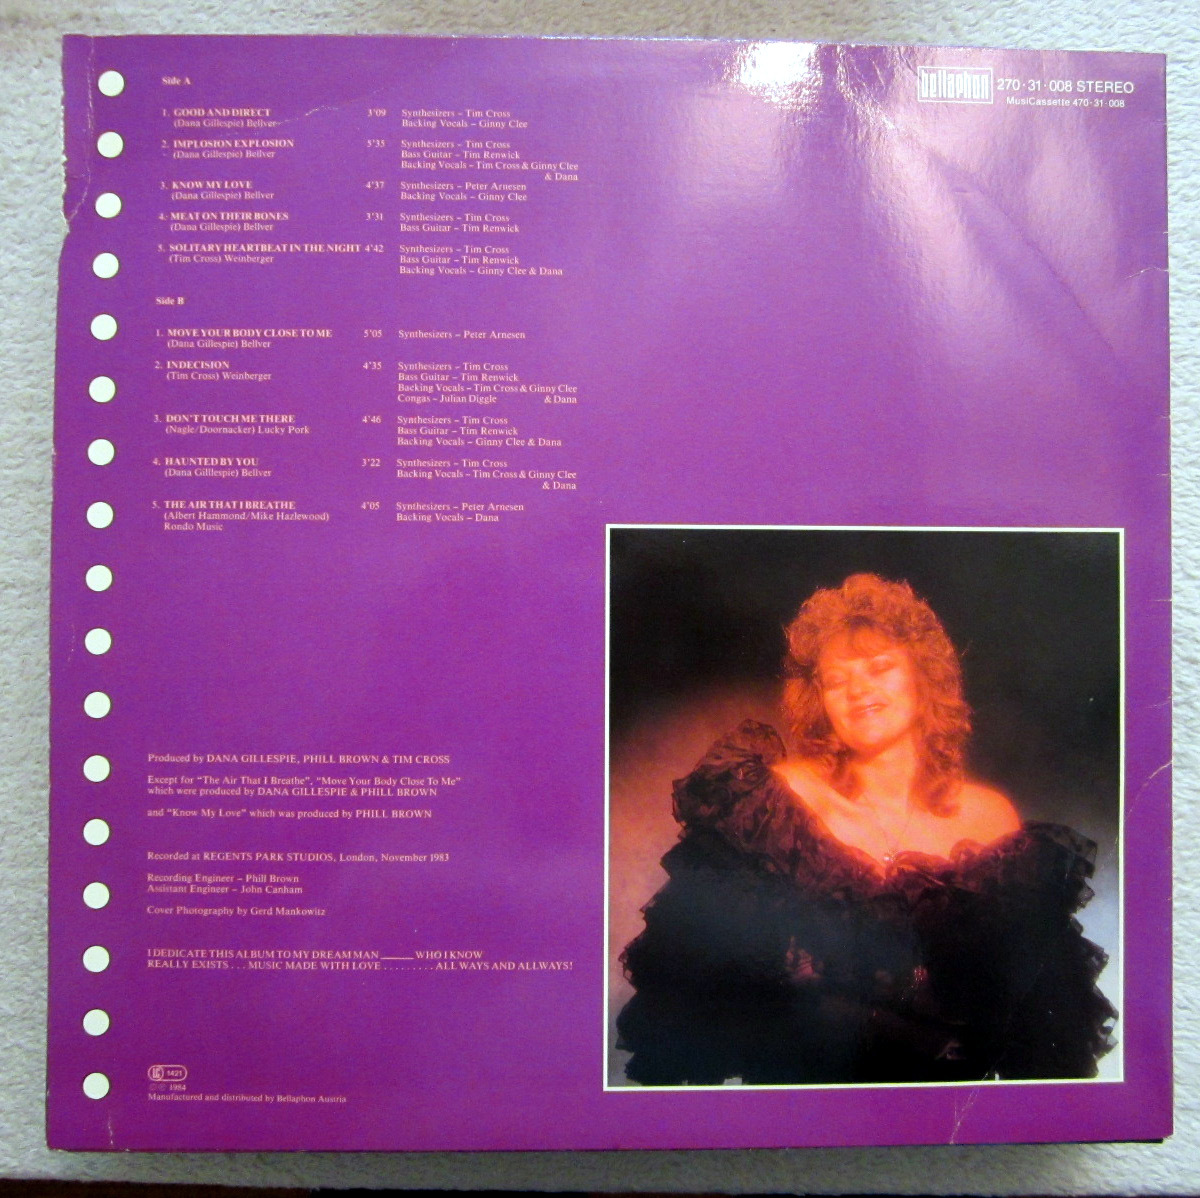 bellaphon 270·31·008 STEREO
MusiCassette 470·31·008
Side A
1. GOOD AND DIRECT 3'09 Synthesizers – Tim Cross
(Dana Gillespie) Bellver Backing Vocals – Ginny Clee
2. IMPLOSION EXPLOSION 5'35 Synthesizers – Tim Cross
(Dana Gillespie) Bellver Bass Guitar – Tim Renwick
Backing Vocals – Tim Cross & Ginny Clee
& Dana
3. KNOW MY LOVE 4'37 Synthesizers – Peter Arnesen
(Dana Gillespie) Bellver Backing Vocals – Ginny Clee
4. MEAT ON THEIR BONES 3'31 Synthesizers – Tim Cross
(Dana Gillespie) Bellver Bass Guitar – Tim Renwick
5. SOLITARY HEARTBEAT IN THE NIGHT 4'42 Synthesizers – Tim Cross
(Tim Cross) Weinberger Bass Guitar – Tim Renwick
Backing Vocals – Ginny Clee & Dana
Side B
1. MOVE YOUR BODY CLOSE TO ME 5'05 Synthesizers – Peter Arnesen
(Dana Gillespie) Bellver
2. INDECISION 4'35 Synthesizers – Tim Cross
(Tim Cross) Weinberger Bass Guitar – Tim Renwick
Backing Vocals – Tim Cross & Ginny Clee
Congas – Julian Diggle & Dana
3. DON'T TOUCH ME THERE 4'46 Synthesizers – Tim Cross
(Nagle/Doornacker) Lucky Pork Bass Guitar – Tim Renwick
Backing Vocals – Ginny Clee & Dana
4. HAUNTED BY YOU 3'22 Synthesizers – Tim Cross
(Dana Gilllespie) Bellver Backing Vocals – Tim Cross & Ginny Clee
& Dana
5. THE AIR THAT I BREATHE 4'05 Synthesizers – Peter Arnesen
(Albert Hammond/Mike Hazlewood) Backing Vocals – Dana
Rondo Music
Produced by DANA GILLESPIE, PHILL BROWN & TIM CROSS
Except for "The Air That I Breathe", "Move Your Body Close To Me"
which were produced by DANA GILLESPIE & PHILL BROWN
and "Know My Love" which was produced by PHILL BROWN
Recorded at REGENTS PARK STUDIOS, London, November 1983
Recording Engineer – Phill Brown
Assistant Engineer – John Canham
Cover Photography by Gerd Mankowitz
I DEDICATE THIS ALBUM TO MY DREAM MAN _____ WHO I KNOW
REALLY EXISTS . . . MUSIC MADE WITH LOVE . . . . . . . . . ALL WAYS AND ALLWAYS!
LC 1421
© ℗ 1984
Manufactured and distributed by Bellaphon Austria